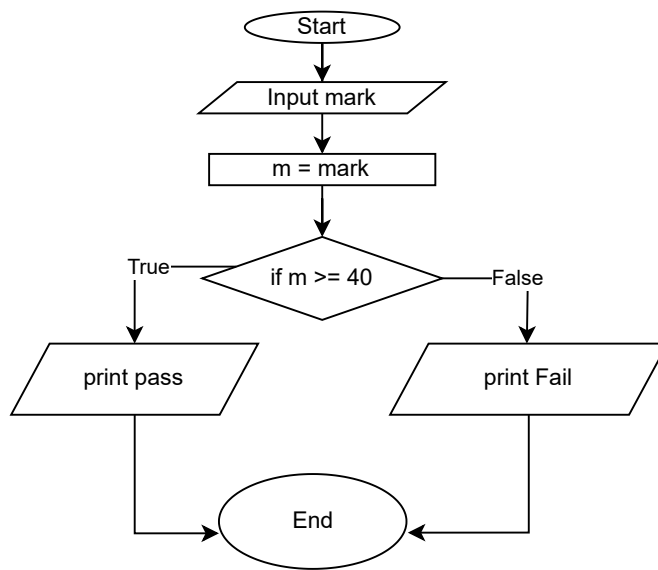 Start
Input mark
m = mark
if m >= 40
True
False
print pass
print Fail
End